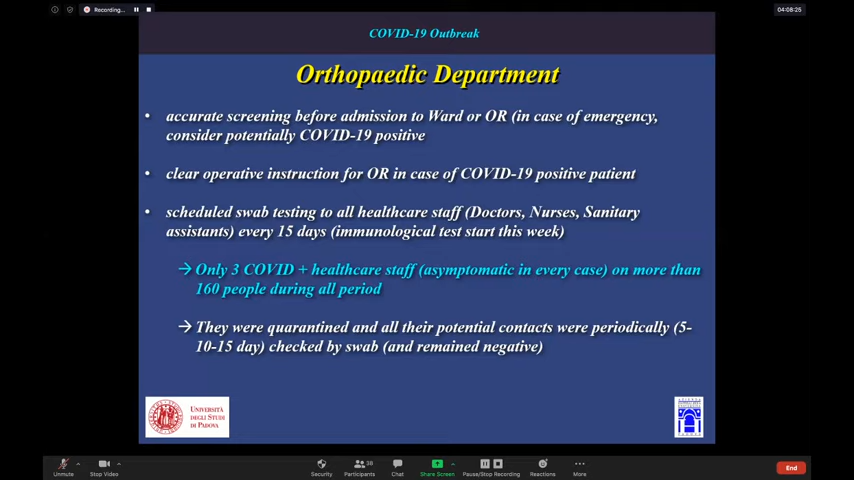 Recording...
04:08:25
COVID-19 Outbreak
Orthopaedic Department
• accurate screening before admission to Ward or OR (in case of emergency,
consider potentially COVID-19 positive
• clear operative instruction for OR in case of COVID-19 positive patient
• scheduled swab testing to all healthcare staff (Doctors, Nurses, Sanitary
assistants) every 15 days (immunological test start this week)
→ Only 3 COVID + healthcare staff (asymptomatic in every case) on more than
160 people during all period
→ They were quarantined and all their potential contacts were periodically (5-
10-15 day) checked by swab (and remained negative)
UNIVERSITÀ
DEGLI STUDI
DI PADOVA
Unmute
Stop Video
Security
Participants
38
Chat
Share Screen
Pause/Stop Recording
Reactions
More
End